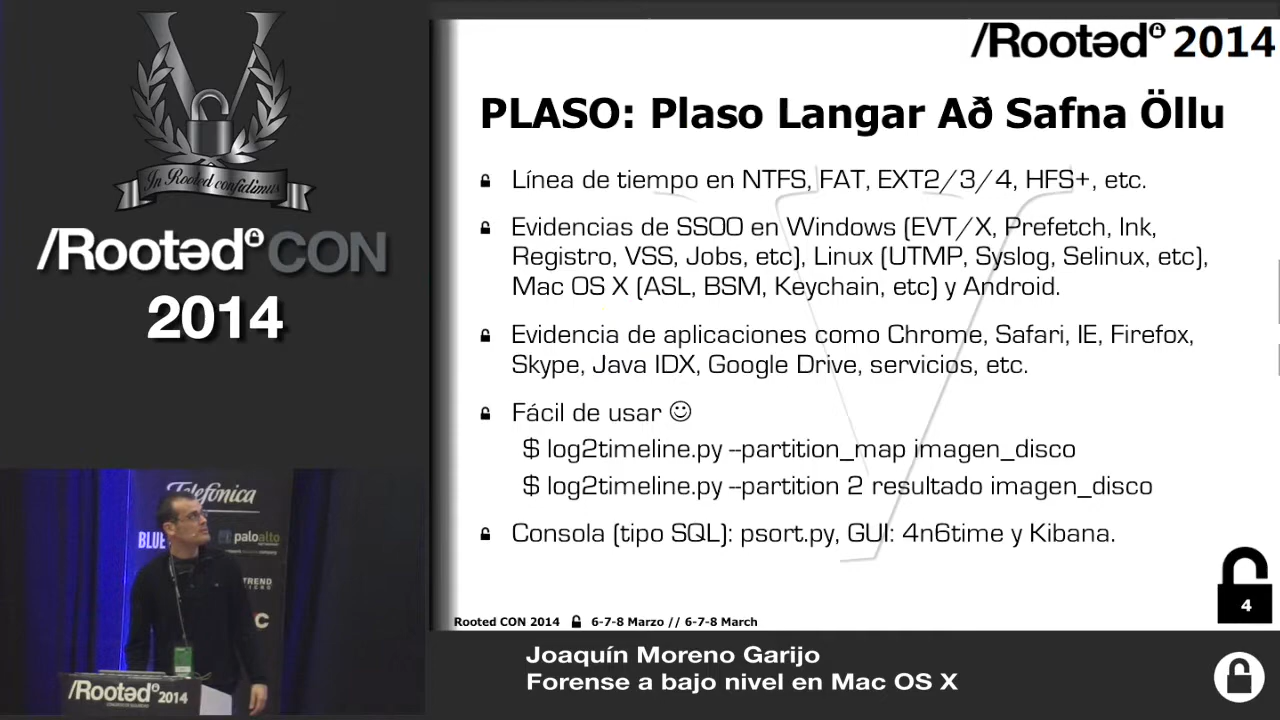 In Rooted confidimus
/Rootəd CON
2014
/Rootəd 2014
PLASO: Plaso Langar Að Safna Öllu
Línea de tiempo en NTFS, FAT, EXT2/3/4, HFS+, etc.
Evidencias de SSOO en Windows (EVT/X, Prefetch, lnk,
Registro, VSS, Jobs, etc), Linux (UTMP, Syslog, Selinux, etc),
Mac OS X (ASL, BSM, Keychain, etc) y Android.
Evidencia de aplicaciones como Chrome, Safari, IE, Firefox,
Skype, Java IDX, Google Drive, servicios, etc.
Fácil de usar ☺
$ log2timeline.py --partition_map imagen_disco
$ log2timeline.py --partition 2 resultado imagen_disco
Consola (tipo SQL): psort.py, GUI: 4n6time y Kibana.
4
Rooted CON 2014 6-7-8 Marzo // 6-7-8 March
Telefónica
BLUE
paloalto
TREND
/Rootəd 2014
Joaquín Moreno Garijo
Forense a bajo nivel en Mac OS X